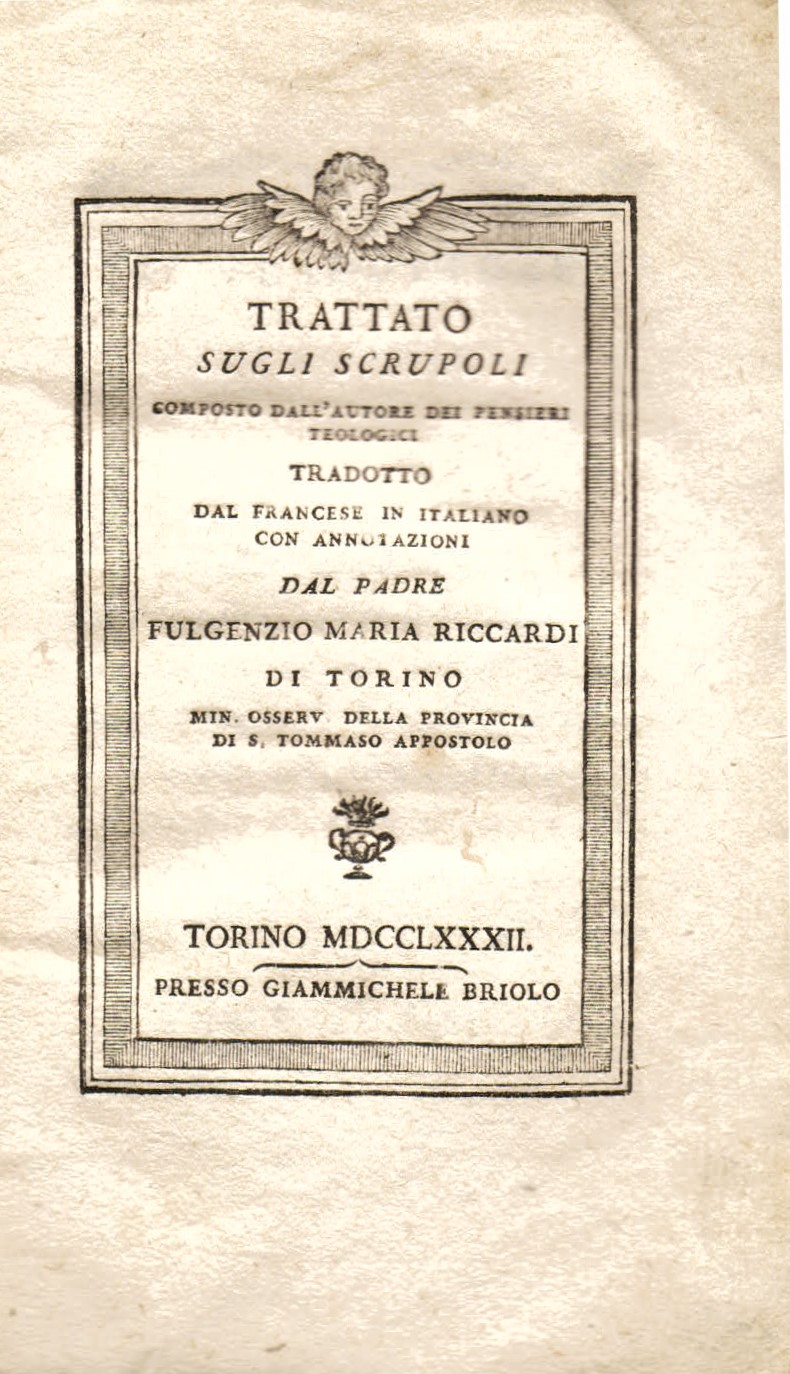 TRATTATO
SUGLI SCRUPOLI
COMPOSTO DALL'AUTORE DEI PENSIERI
TEOLOGICI
TRADOTTO
DAL FRANCESE IN ITALIANO
CON ANNOTAZIONI
DAL PADRE
FULGENZIO MARIA RICCARDI
DI TORINO
MIN. OSSERV. DELLA PROVINCIA
DI S. TOMMASO APPOSTOLO
TORINO MDCCLXXXII.
PRESSO GIAMMICHELE BRIOLO